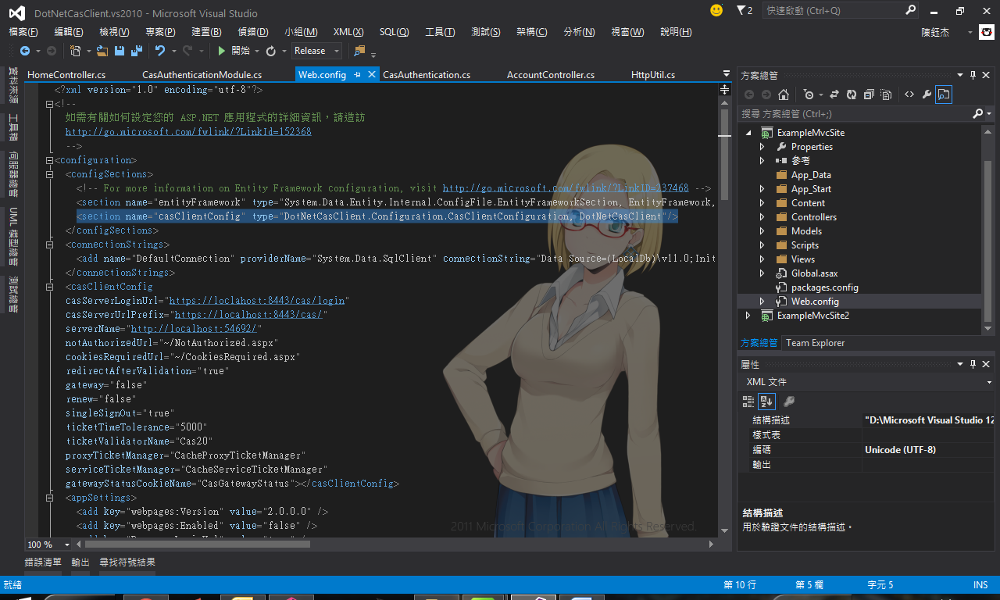 DotNetCasClient.vs2010 - Microsoft Visual Studio
2
快速啟動 (Ctrl+Q)
檔案(F) 編輯(E) 檢視(V) 專案(P) 建置(B) 偵錯(D) 小組(M) XML(X) SQL(Q) 工具(T) 測試(S) 架構(C) 分析(N) 視窗(W) 說明(H)
陳鈺杰
開始
Release
資料來源
工具箱
伺服器總管
UML 模型總管
測試總管
HomeController.cs CasAuthenticationModule.cs Web.config CasAuthentication.cs AccountController.cs HttpUtil.cs
<?xml version="1.0" encoding="utf-8"?>
<!--
如需有關如何設定您的 ASP.NET 應用程式的詳細資訊，請造訪
http://go.microsoft.com/fwlink/?LinkId=152368
-->
<configuration>
<configSections>
<!-- For more information on Entity Framework configuration, visit http://go.microsoft.com/fwlink/?LinkID=237468 -->
<section name="entityFramework" type="System.Data.Entity.Internal.ConfigFile.EntityFrameworkSection, EntityFramework,
<section name="casClientConfig" type="DotNetCasClient.Configuration.CasClientConfiguration, DotNetCasClient"/>
</configSections>
<connectionStrings>
<add name="DefaultConnection" providerName="System.Data.SqlClient" connectionString="Data Source=(LocalDb)\v11.0;Init
</connectionStrings>
<casClientConfig
casServerLoginUrl="https://loclahost:8443/cas/login"
casServerUrlPrefix="https://localhost:8443/cas/"
serverName="http://localhost:54692/"
notAuthorizedUrl="~/NotAuthorized.aspx"
cookiesRequiredUrl="~/CookiesRequired.aspx"
redirectAfterValidation="true"
gateway="false"
renew="false"
singleSignOut="true"
ticketTimeTolerance="5000"
ticketValidatorName="Cas20"
proxyTicketManager="CacheProxyTicketManager"
serviceTicketManager="CacheServiceTicketManager"
gatewayStatusCookieName="CasGatewayStatus"></casClientConfig>
<appSettings>
<add key="webpages:Version" value="2.0.0.0" />
<add key="webpages:Enabled" value="false" />
2011 Microsoft Corporation All Rights Reserved.
100 %
方案總管
搜尋 方案總管 (Ctrl+;)
ExampleMvcSite
Properties
參考
App_Data
App_Start
Content
Controllers
Models
Scripts
Views
Global.asax
packages.config
Web.config
ExampleMvcSite2
方案總管 Team Explorer
屬性
XML 文件
結構描述 "D:\Microsoft Visual Studio 12
樣式表
編碼 Unicode (UTF-8)
輸出
結構描述
用於驗證文件的結構描述。
錯誤清單 輸出 尋找符號結果
就緒 第 10 行 第 5 欄 字元 5 INS